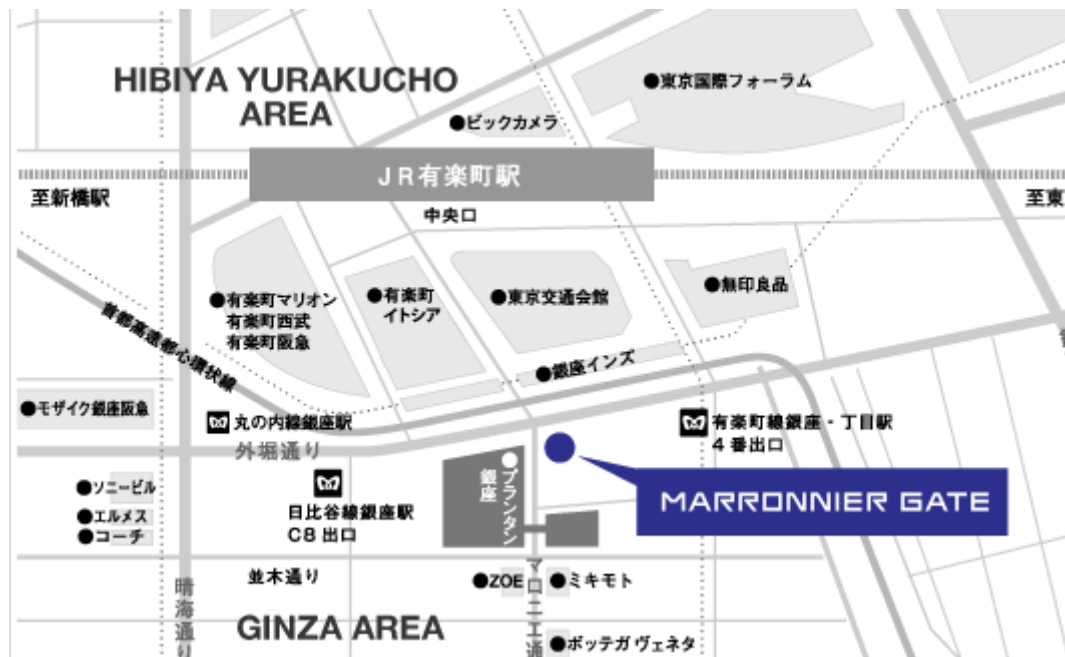 HIBIYA YURAKUCHO
AREA
●東京国際フォーラム
●ビックカメラ
JR有楽町駅
至新橋駅
中央口
至東
●有楽町マリオン
有楽町西武
有楽町阪急
●有楽町
イトシア
●東京交通会館
●無印良品
首都高速都心環状線
●銀座インズ
●モザイク銀座阪急
丸の内線銀座駅
外堀通り
有楽町線銀座‐丁目駅
4番出口
●プランタン
銀座
MARRONNIER GATE
●ソニービル
●エルメス
●コーチ
日比谷線銀座駅
C8出口
並木通り
●ZOE
●ミキモト
マロニエ通
晴海通り
GINZA AREA
●ボッテガ ヴェネタ